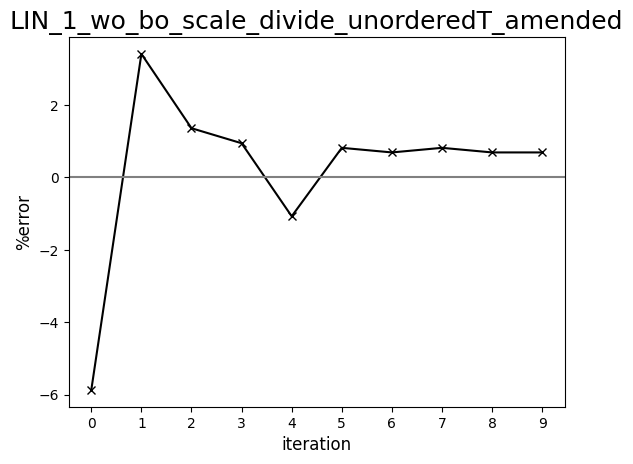 LIN_1_wo_bo_scale_divide_unorderedT_amended
2
0
−2
−4
−6
%error
0 1 2 3 4 5 6 7 8 9
iteration